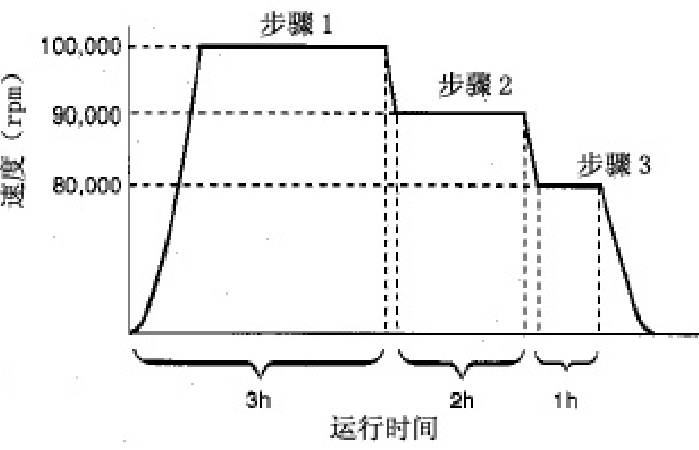 步骤 1
100,000
步骤 2
90,000
步骤 3
80,000
速度 (rpm)
3h
2h
1h
运行时间